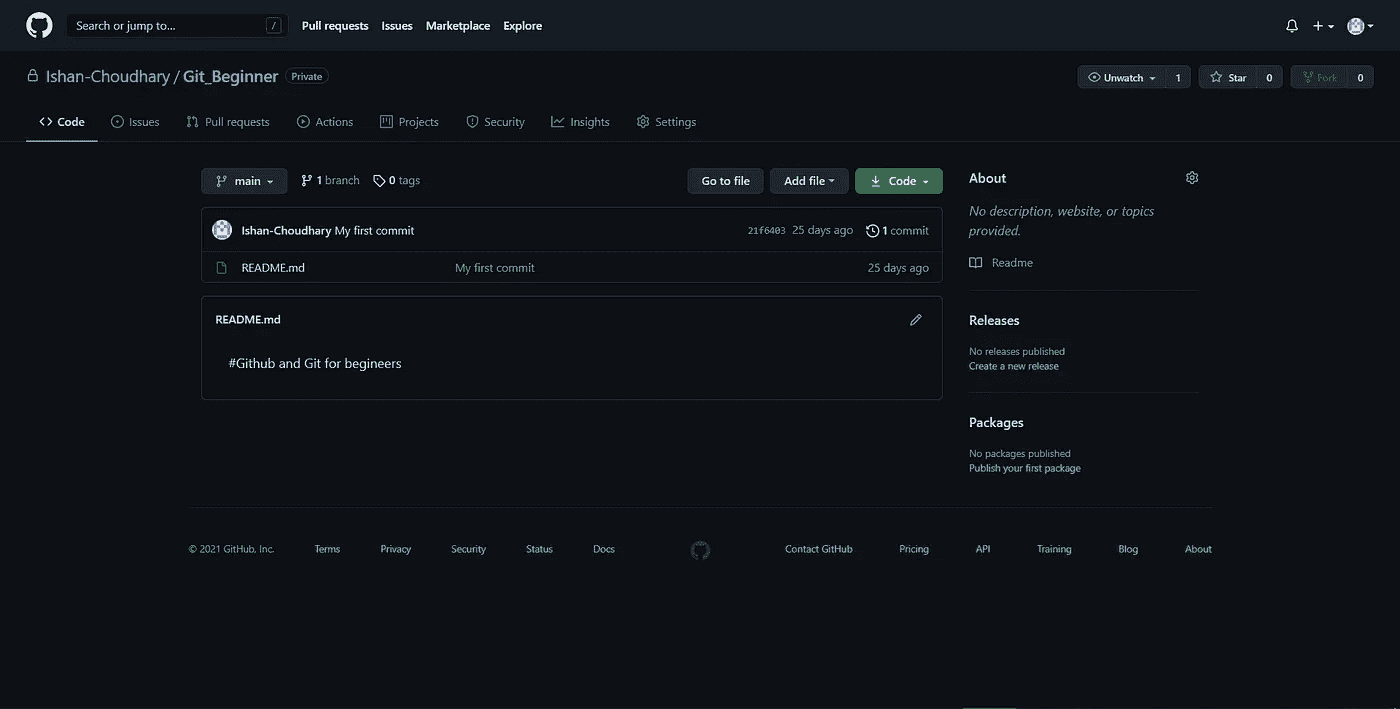 Search or jump to... /
Pull requests Issues Marketplace Explore
Ishan-Choudhary / Git_Beginner Private
Unwatch 1 Star 0 Fork 0
Code Issues Pull requests Actions Projects Security Insights Settings
main 1 branch 0 tags Go to file Add file Code
Ishan-Choudhary My first commit 21f6403 25 days ago 1 commit
README.md My first commit 25 days ago
README.md
#Github and Git for begineers
About
No description, website, or topics
provided.
Readme
Releases
No releases published
Create a new release
Packages
No packages published
Publish your first package
© 2021 GitHub, Inc. Terms Privacy Security Status Docs Contact GitHub Pricing API Training Blog About